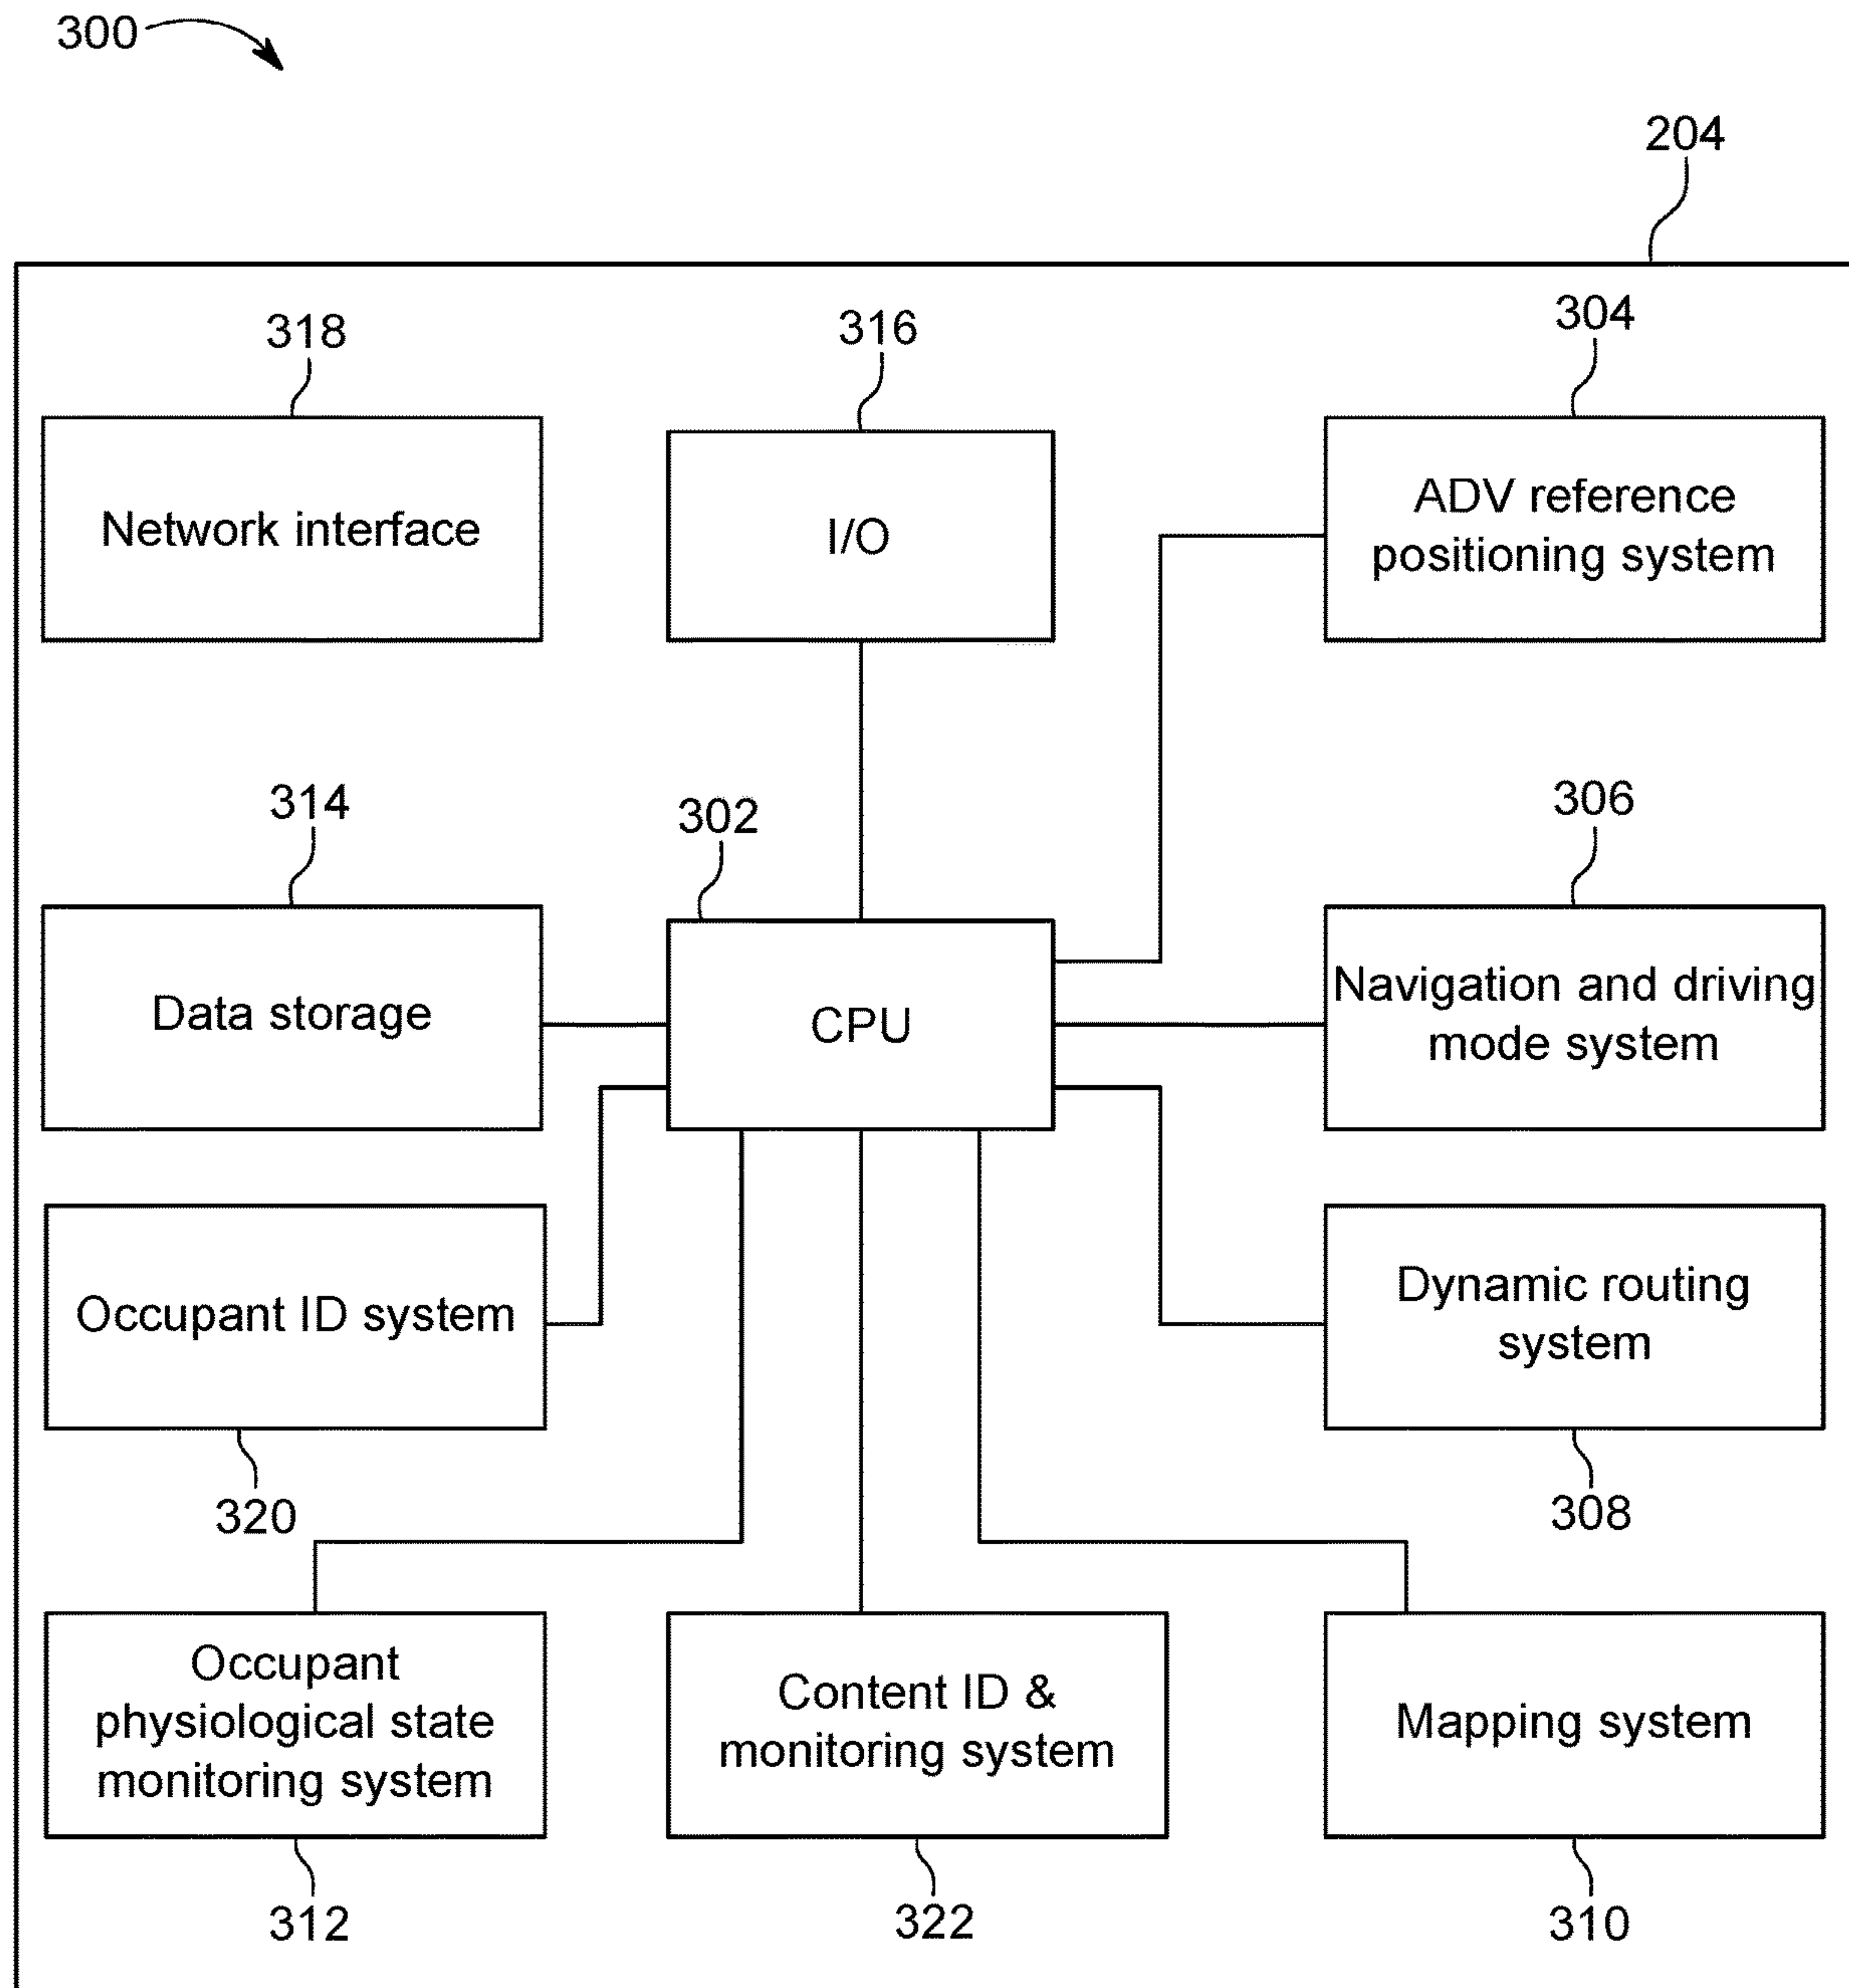 300
204
318
316
304
Network interface
I/O
ADV reference
positioning system
314
302
306
Data storage
CPU
Navigation and driving
mode system
Occupant ID system
Dynamic routing
system
320
308
Occupant
physiological state
monitoring system
Content ID &
monitoring system
Mapping system
312
322
310